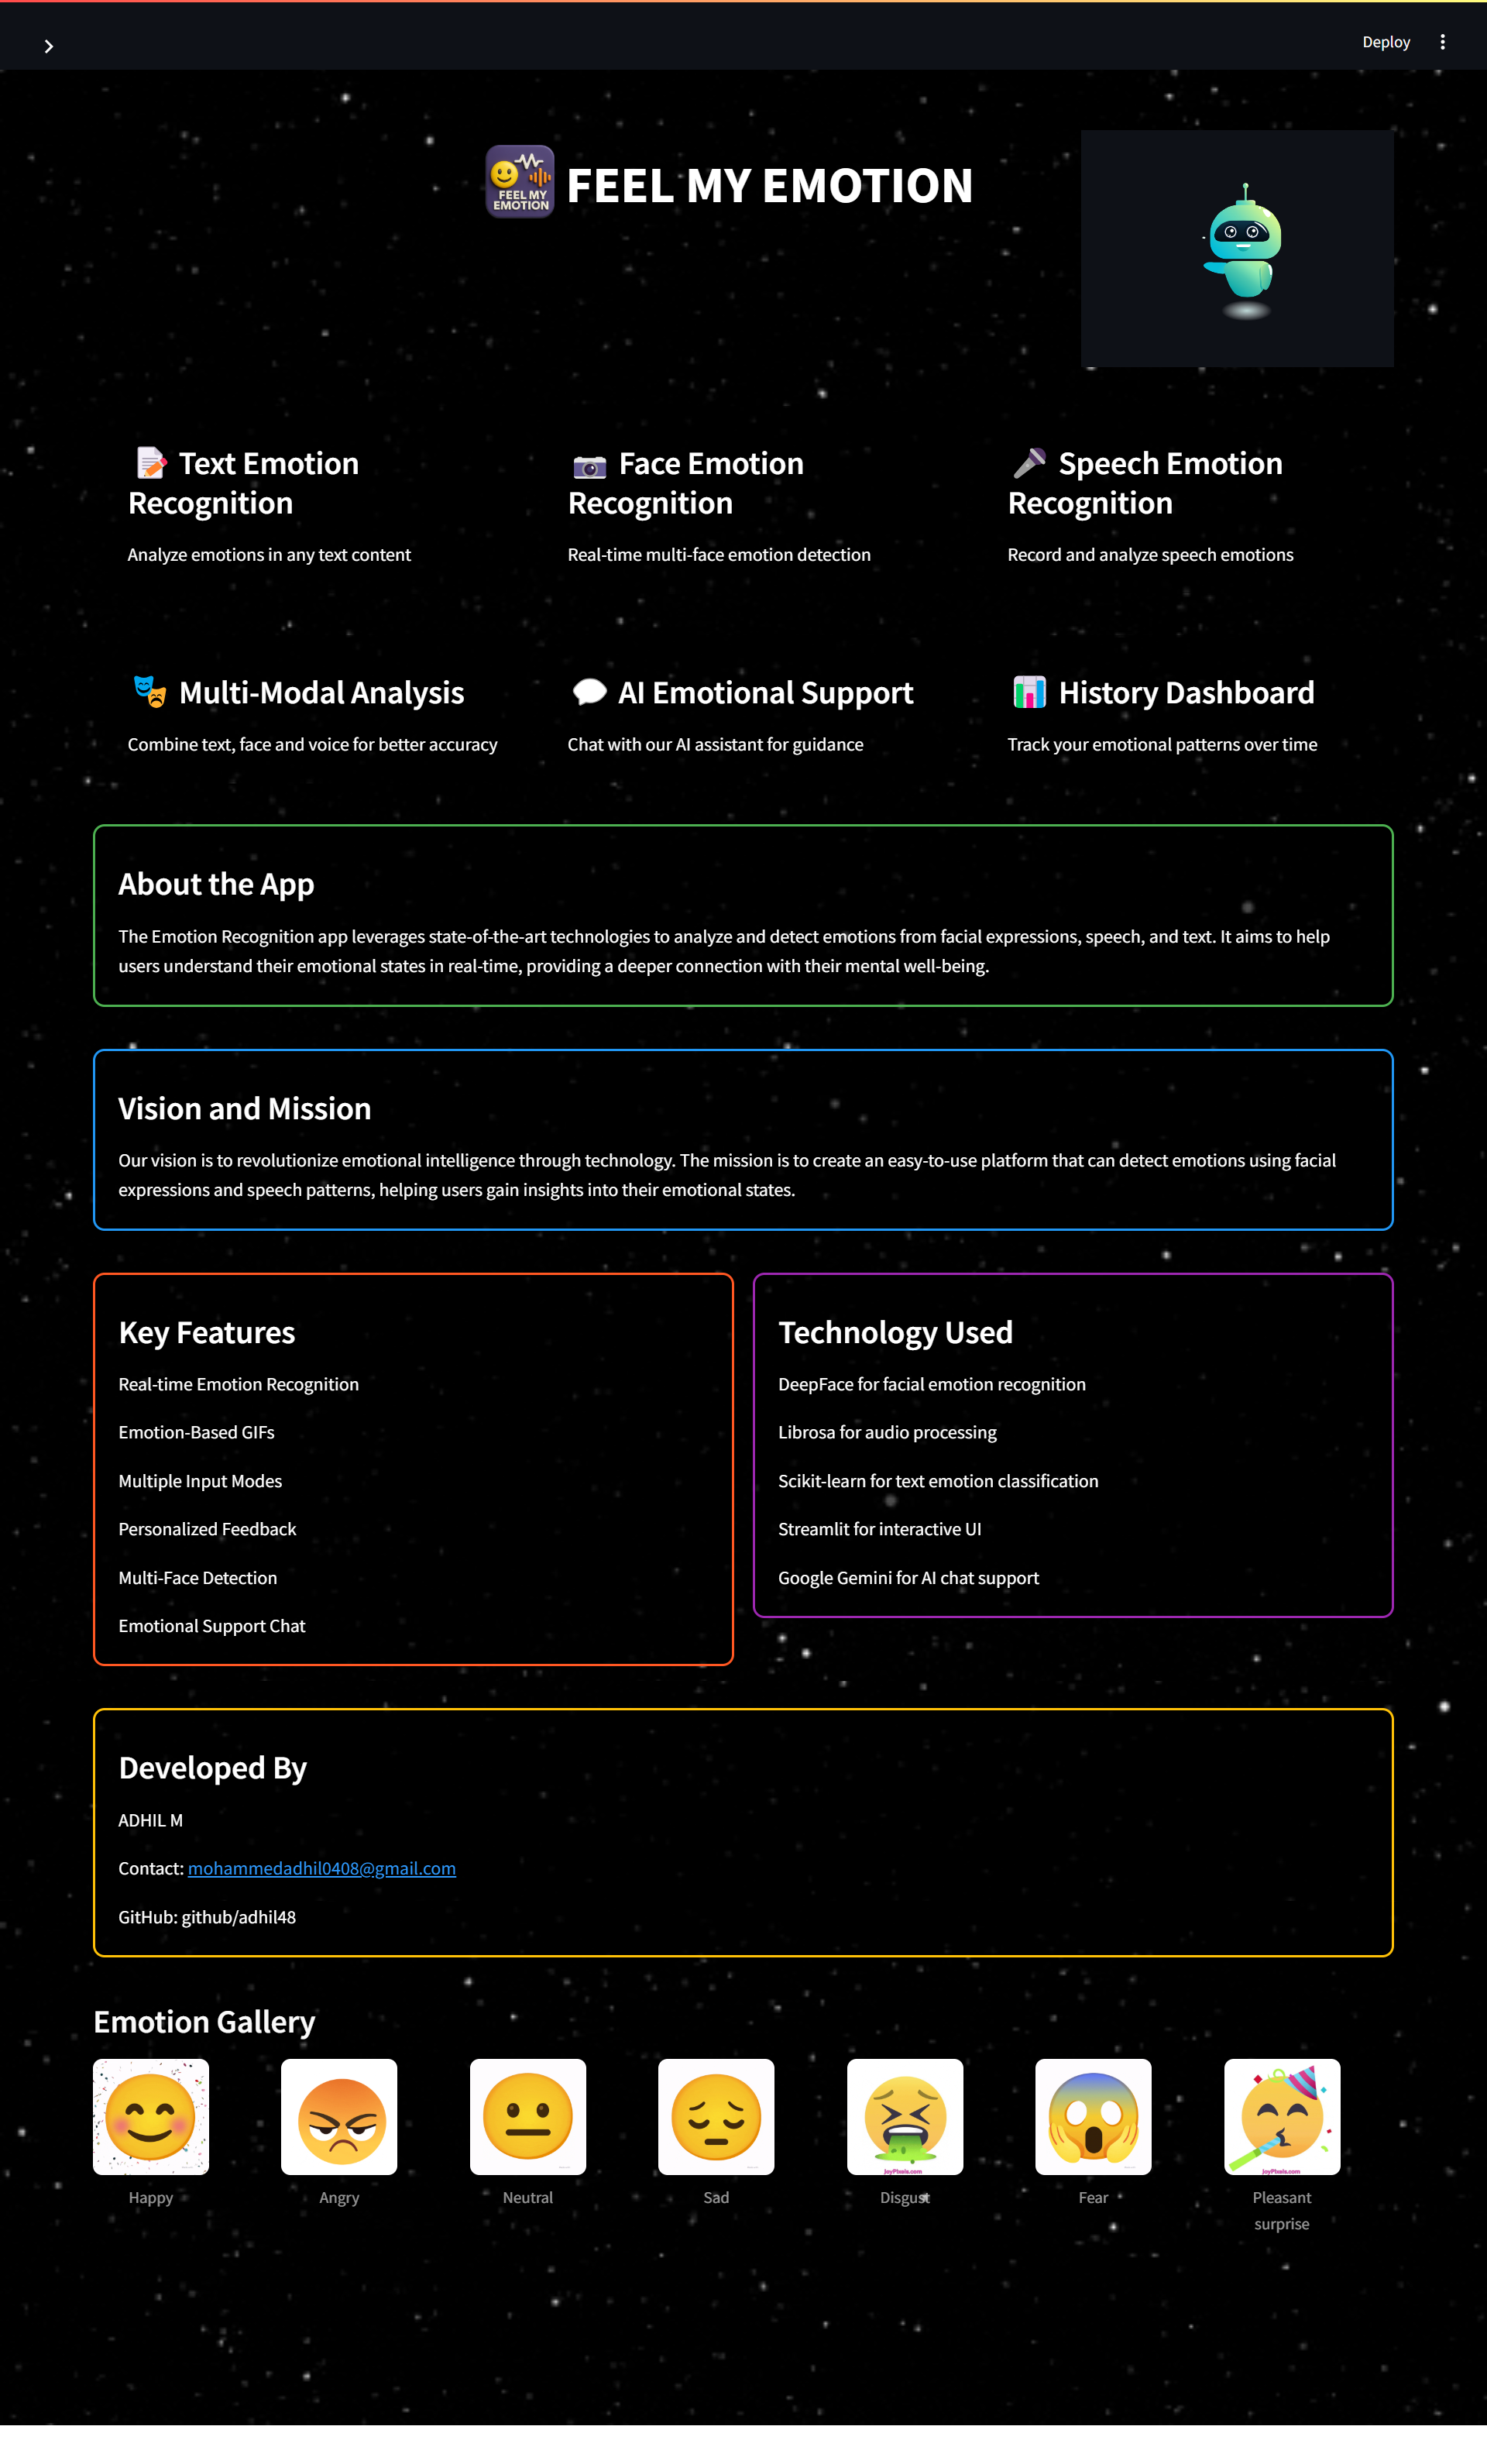 Deploy
FEEL MY
EMOTION
FEEL MY EMOTION
Text Emotion
Recognition
Analyze emotions in any text content
Face Emotion
Recognition
Real-time multi-face emotion detection
Speech Emotion
Recognition
Record and analyze speech emotions
Multi-Modal Analysis
Combine text, face and voice for better accuracy
AI Emotional Support
Chat with our AI assistant for guidance
History Dashboard
Track your emotional patterns over time
About the App
The Emotion Recognition app leverages state-of-the-art technologies to analyze and detect emotions from facial expressions, speech, and text. It aims to help
users understand their emotional states in real-time, providing a deeper connection with their mental well-being.
Vision and Mission
Our vision is to revolutionize emotional intelligence through technology. The mission is to create an easy-to-use platform that can detect emotions using facial
expressions and speech patterns, helping users gain insights into their emotional states.
Key Features
Real-time Emotion Recognition
Emotion-Based GIFs
Multiple Input Modes
Personalized Feedback
Multi-Face Detection
Emotional Support Chat
Technology Used
DeepFace for facial emotion recognition
Librosa for audio processing
Scikit-learn for text emotion classification
Streamlit for interactive UI
Google Gemini for AI chat support
Developed By
ADHIL M
Contact: mohammedadhil0408@gmail.com
GitHub: github/adhil48
Emotion Gallery
JoyPixels.com
JoyPixels.com
Happy
Angry
Neutral
Sad
Disgust
Fear
Pleasant
surprise